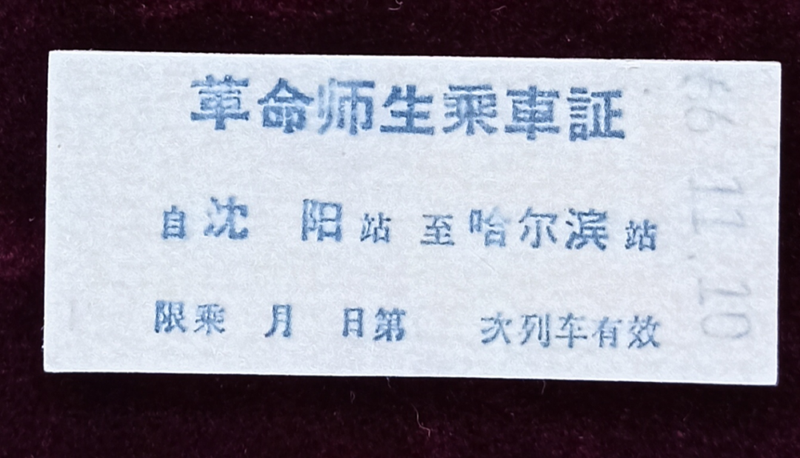 革命师生乘車証
自沈 阳站至哈尔滨站
限乘 月 日第 次列车有效
66.11.10